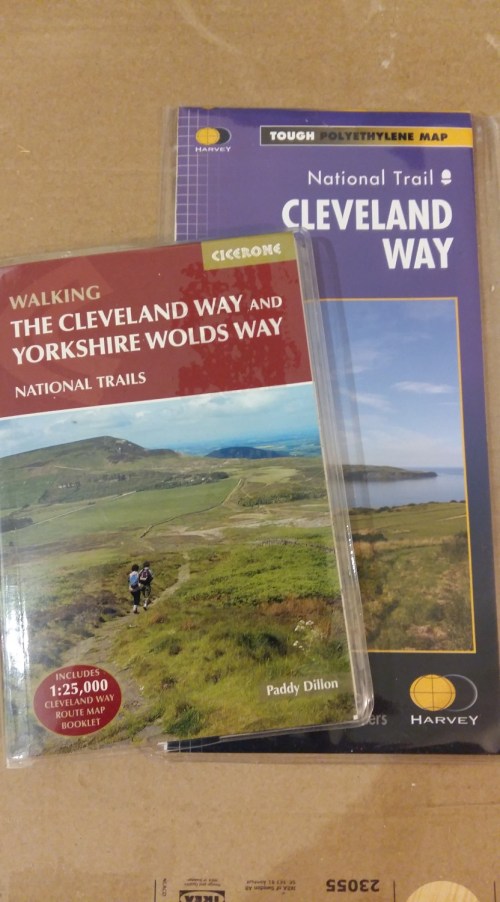 HARVEY
TOUGH POLYETHYLENE MAP
National Trail
CLEVELAND
WAY
CICERONE
WALKING
THE CLEVELAND WAY AND
YORKSHIRE WOLDS WAY
NATIONAL TRAILS
INCLUDES
1:25,000
CLEVELAND WAY
ROUTE MAP
BOOKLET
Paddy Dillon
HARVEY
23055
IKEA